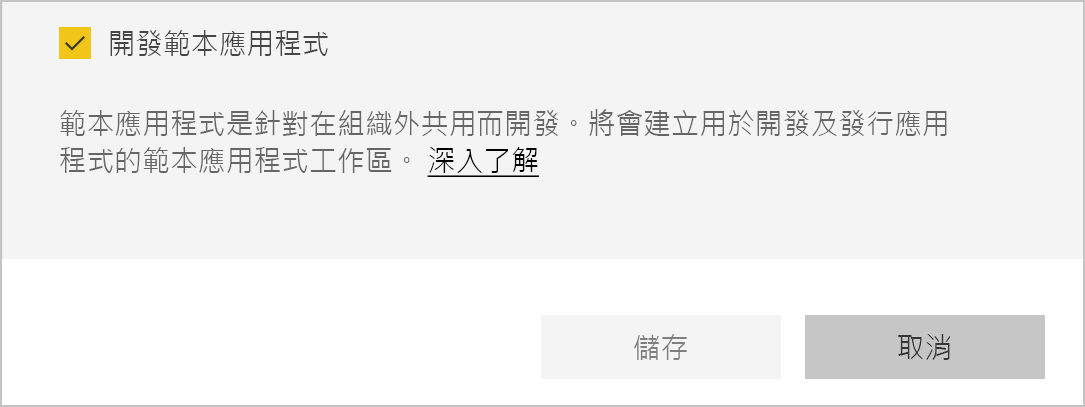 開發範本應用程式
範本應用程式是針對在組織外共用而開發。將會建立用於開發及發行應用
程式的範本應用程式工作區。 深入了解
儲存
取消